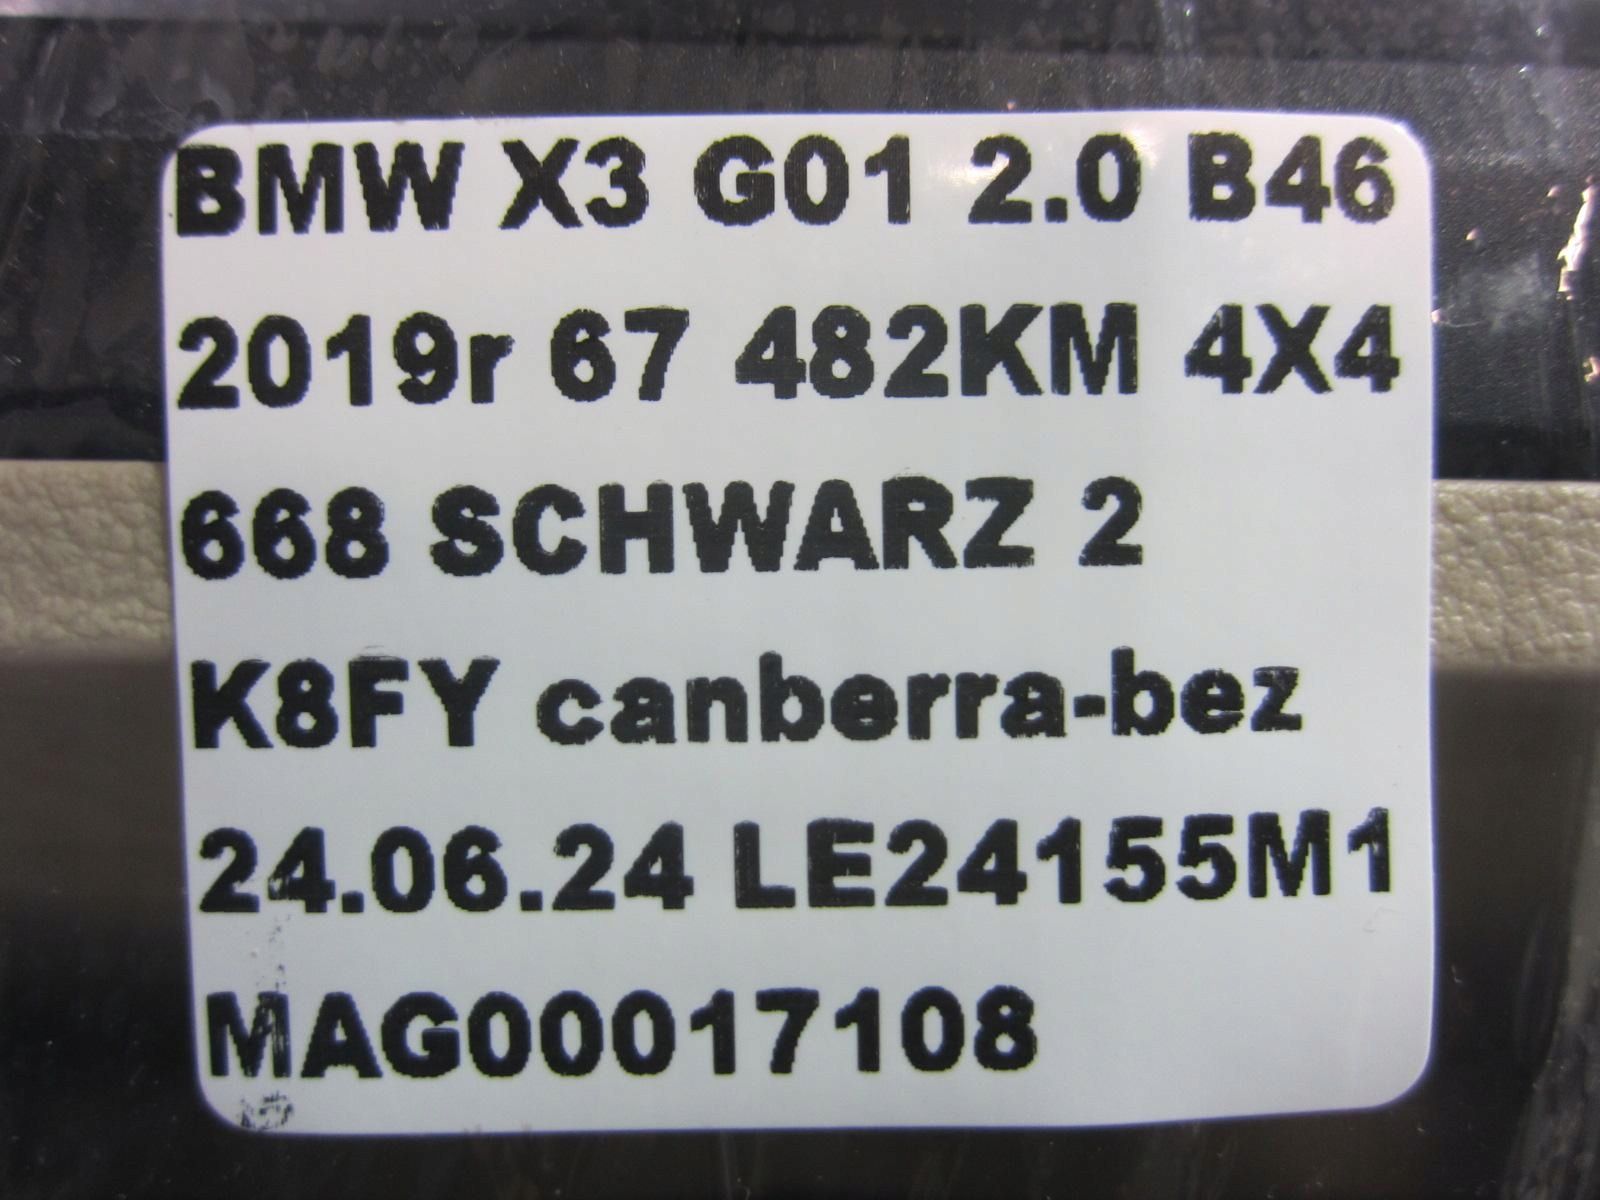 BMW X3 G01 2.0 B46
2019r 67 482KM 4X4
668 SCHWARZ 2
K8FY canberra-bez
24.06.24 LE24155M1
MAG00017108